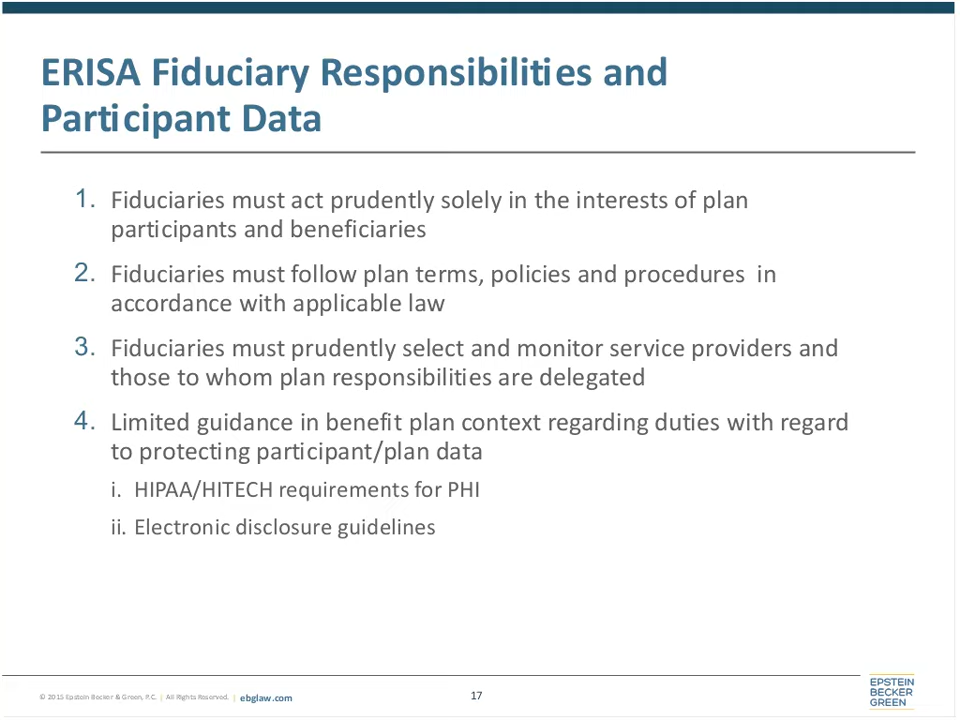 ERISA Fiduciary Responsibilities and
Participant Data
1. Fiduciaries must act prudently solely in the interests of plan
participants and beneficiaries
2. Fiduciaries must follow plan terms, policies and procedures  in
accordance with applicable law
3. Fiduciaries must prudently select and monitor service providers and
those to whom plan responsibilities are delegated
4. Limited guidance in benefit plan context regarding duties with regard
to protecting participant/plan data
i. HIPAA/HITECH requirements for PHI
ii. Electronic disclosure guidelines
© 2015 Epstein Becker & Green, P.C. | All Rights Reserved. | ebglaw.com
17
EPSTEIN
BECKER
GREEN